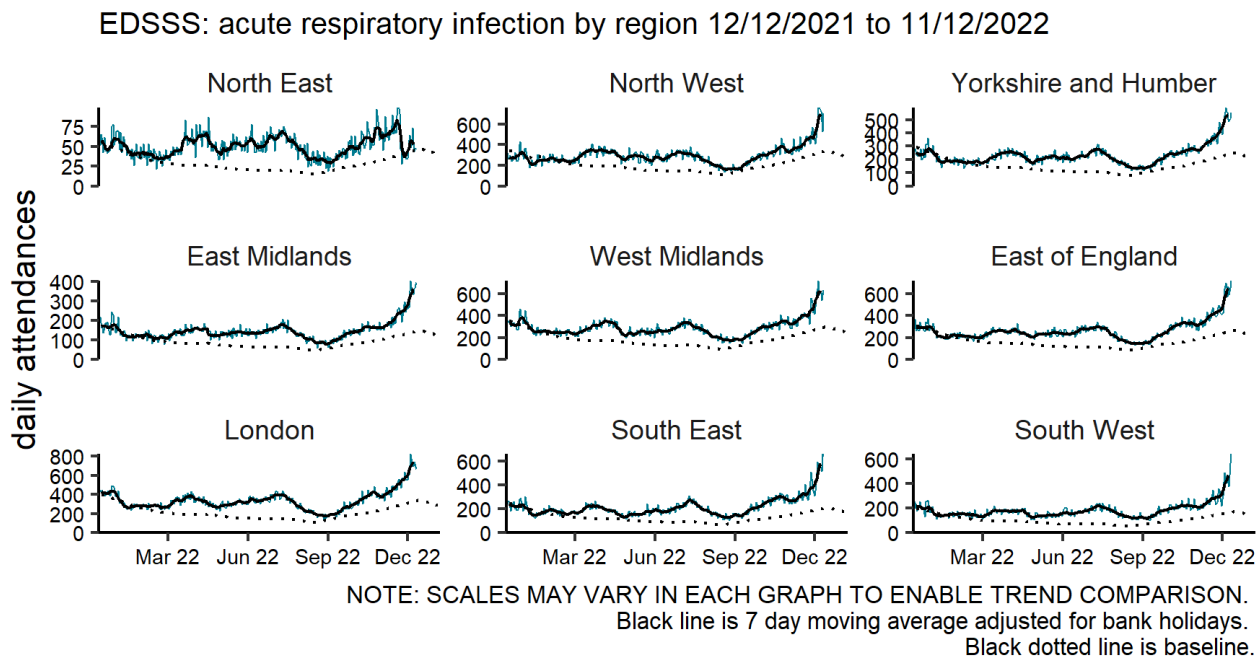 EDSSS: acute respiratory infection by region 12/12/2021 to 11/12/2022
daily attendances
North East
75
50
25
0
North West
600
400
200
0
Yorkshire and Humber
500
400
300
200
100
0
East Midlands
400
300
200
100
0
West Midlands
600
400
200
0
East of England
600
400
200
0
London
800
600
400
200
0
Mar 22 Jun 22 Sep 22 Dec 22
South East
600
400
200
0
Mar 22 Jun 22 Sep 22 Dec 22
South West
600
400
200
0
Mar 22 Jun 22 Sep 22 Dec 22
NOTE: SCALES MAY VARY IN EACH GRAPH TO ENABLE TREND COMPARISON.
Black line is 7 day moving average adjusted for bank holidays.
Black dotted line is baseline.